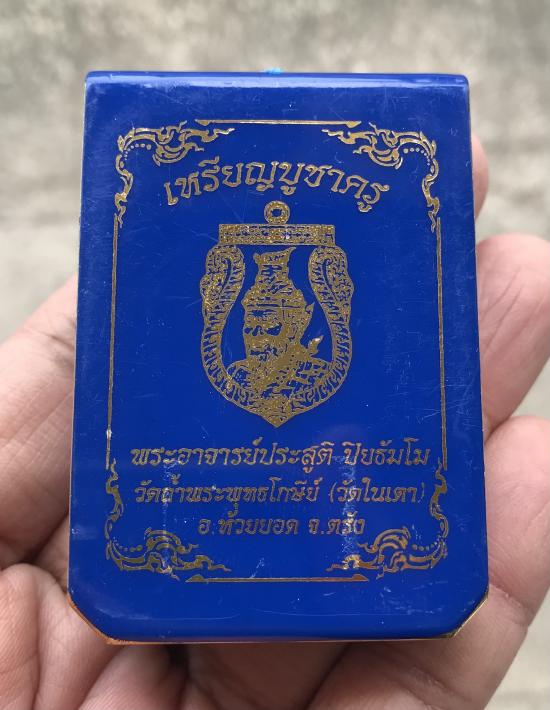 เหรียญบูชาครู
พระอาจารย์ประสูติ ปิยธัมโม
วัดถ้ำพระพุทธโกษีย์ (วัดในเตา)
อ.ห้วยยอด จ.ตรัง